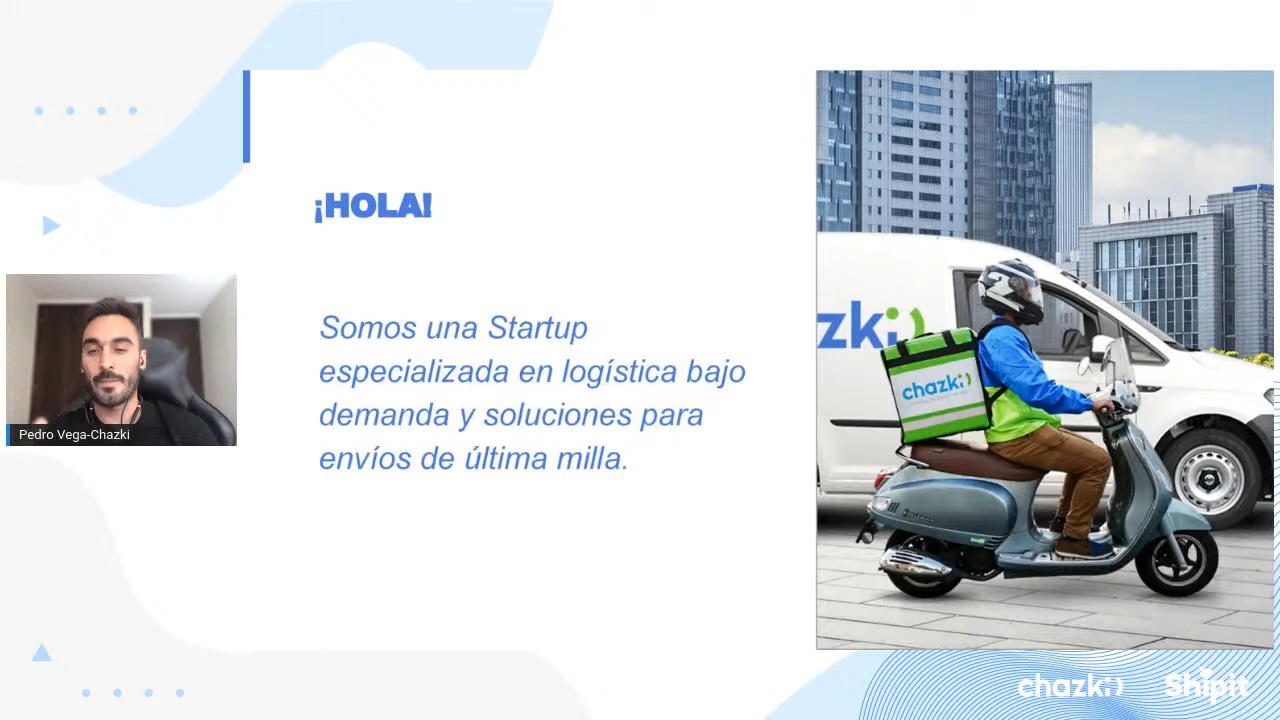 ¡HOLA!
Somos una Startup
especializada en logística bajo
demanda y soluciones para
envíos de última milla.
Pedro Vega-Chazki
zki
chazki
chazki
Shipit